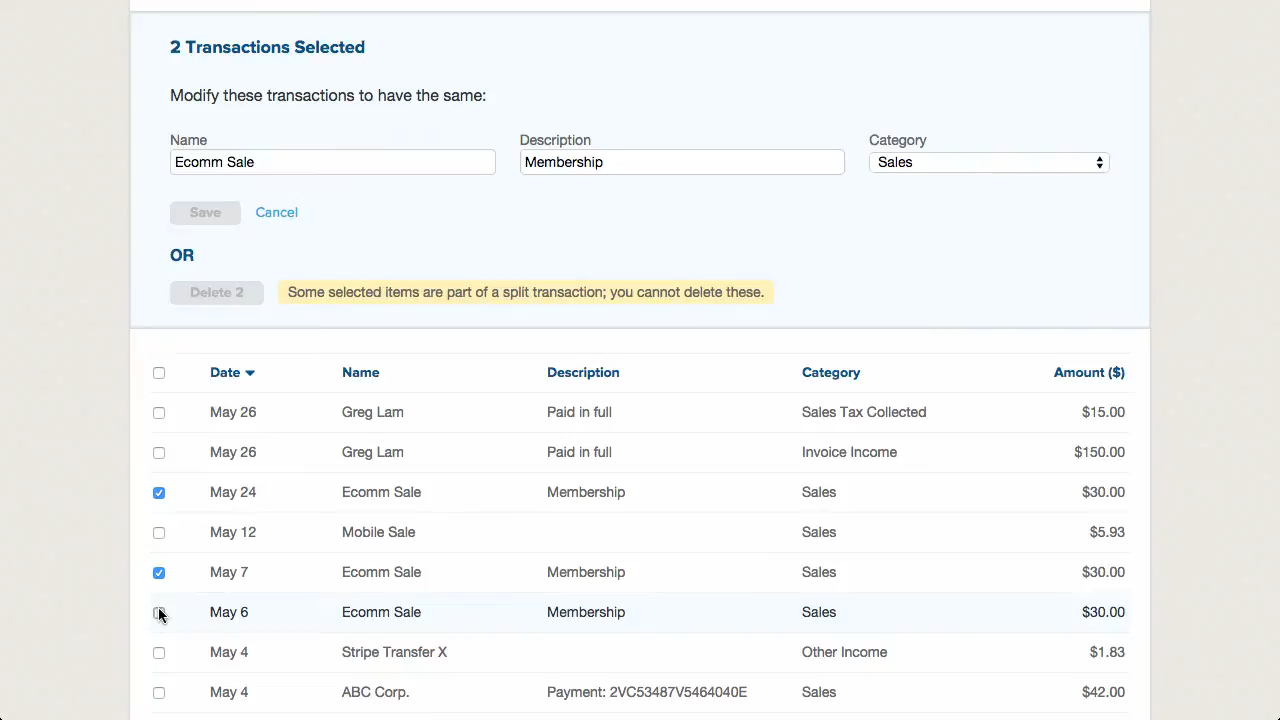 2 Transactions Selected
Modify these transactions to have the same:
Name Description Category
Ecomm Sale Membership Sales
Save Cancel
OR
Delete 2 Some selected items are part of a split transaction; you cannot delete these.
Date Name Description Category Amount ($)
May 26 Greg Lam Paid in full Sales Tax Collected $15.00
May 26 Greg Lam Paid in full Invoice Income $150.00
May 24 Ecomm Sale Membership Sales $30.00
May 12 Mobile Sale Sales $5.93
May 7 Ecomm Sale Membership Sales $30.00
May 6 Ecomm Sale Membership Sales $30.00
May 4 Stripe Transfer X Other Income $1.83
May 4 ABC Corp. Payment: 2VC53487V5464040E Sales $42.00